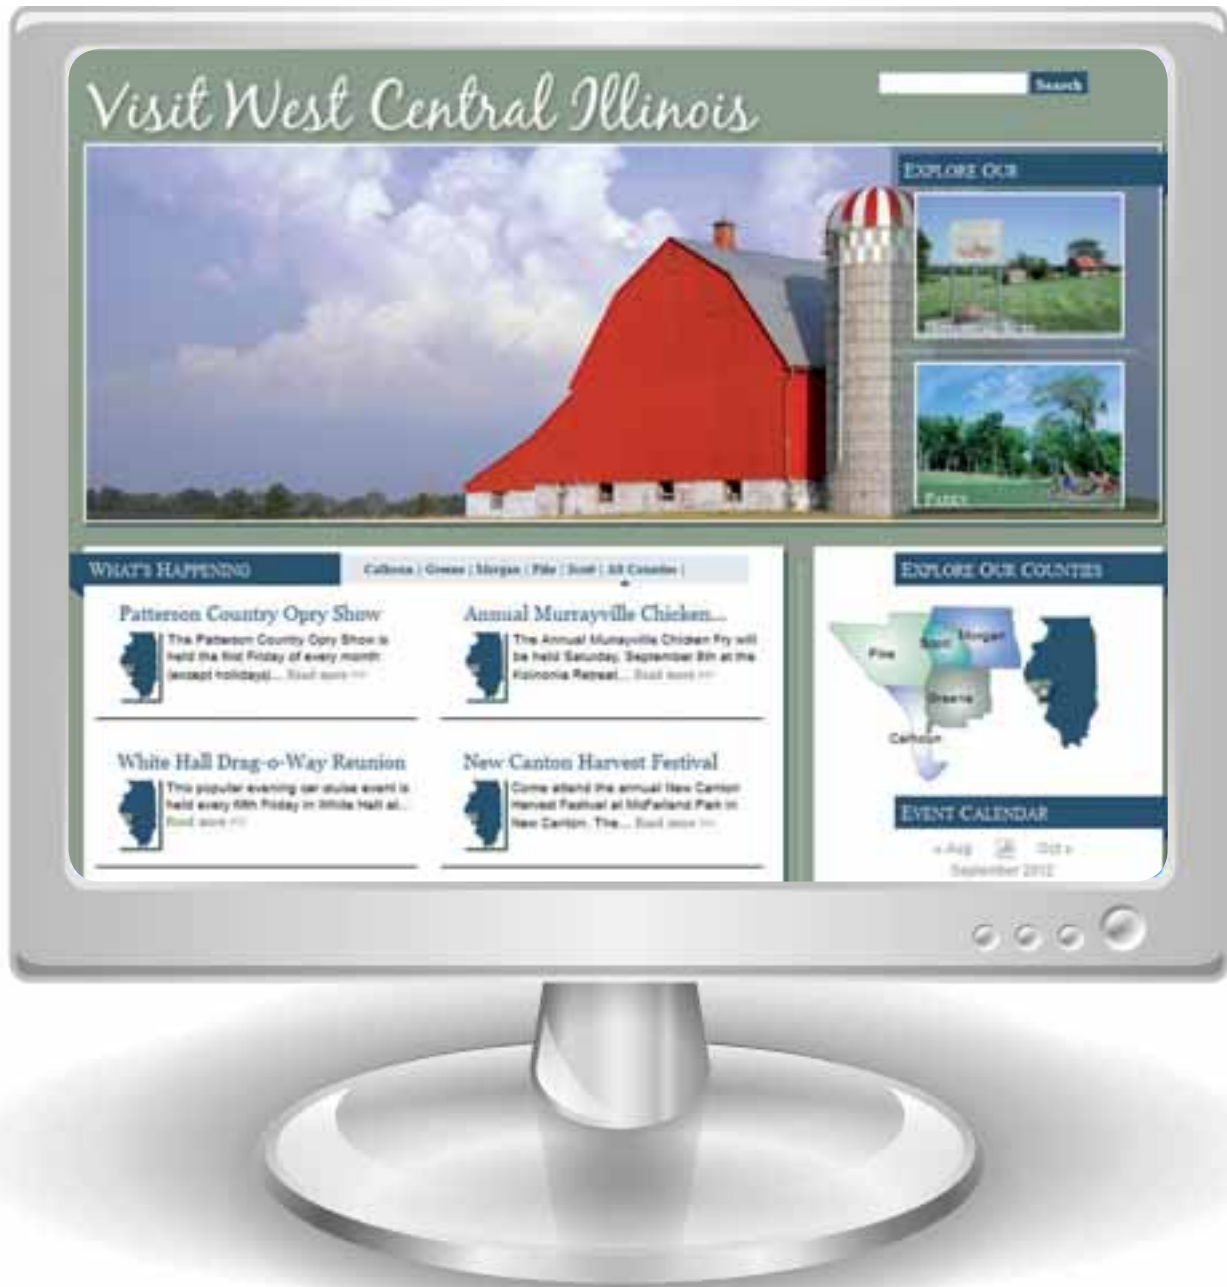 Visit West Central Illinois
Search
EXPLORE OUR
PARKS
WHAT'S HAPPENING
Calhoun | Greene | Morgan | Pike | Scott | All Counties |
Patterson Country Opry Show
The Patterson Country Opry Show is
held the first Friday of every month
(except holidays)... Read more >>
Annual Murrayville Chicken...
The Annual Murrayville Chicken Fry will
be held Saturday, September 8th at the
Koinonia Retreat... Read more >>
White Hall Drag-o-Way Reunion
This popular evening car cruise event is
held every fifth Friday in White Hall at...
Read more >>
New Canton Harvest Festival
Come attend the annual New Canton
Harvest Festival at McFarland Park in
New Canton. The... Read more >>
EXPLORE OUR COUNTIES
Pike
Scott
Morgan
Greene
Calhoun
EVENT CALENDAR
« Aug Oct »
September 2012